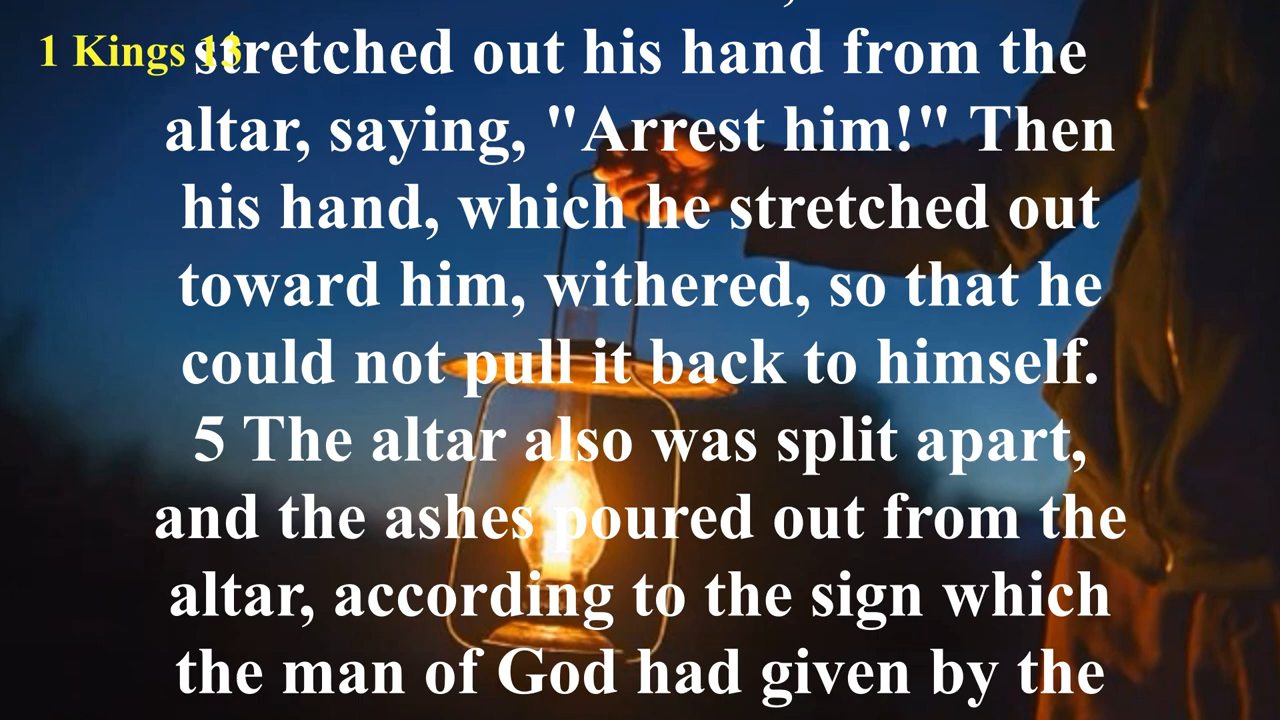 1 Kings 13
stretched out his hand from the
altar, saying, "Arrest him!" Then
his hand, which he stretched out
toward him, withered, so that he
could not pull it back to himself.
5 The altar also was split apart,
and the ashes poured out from the
altar, according to the sign which
the man of God had given by the